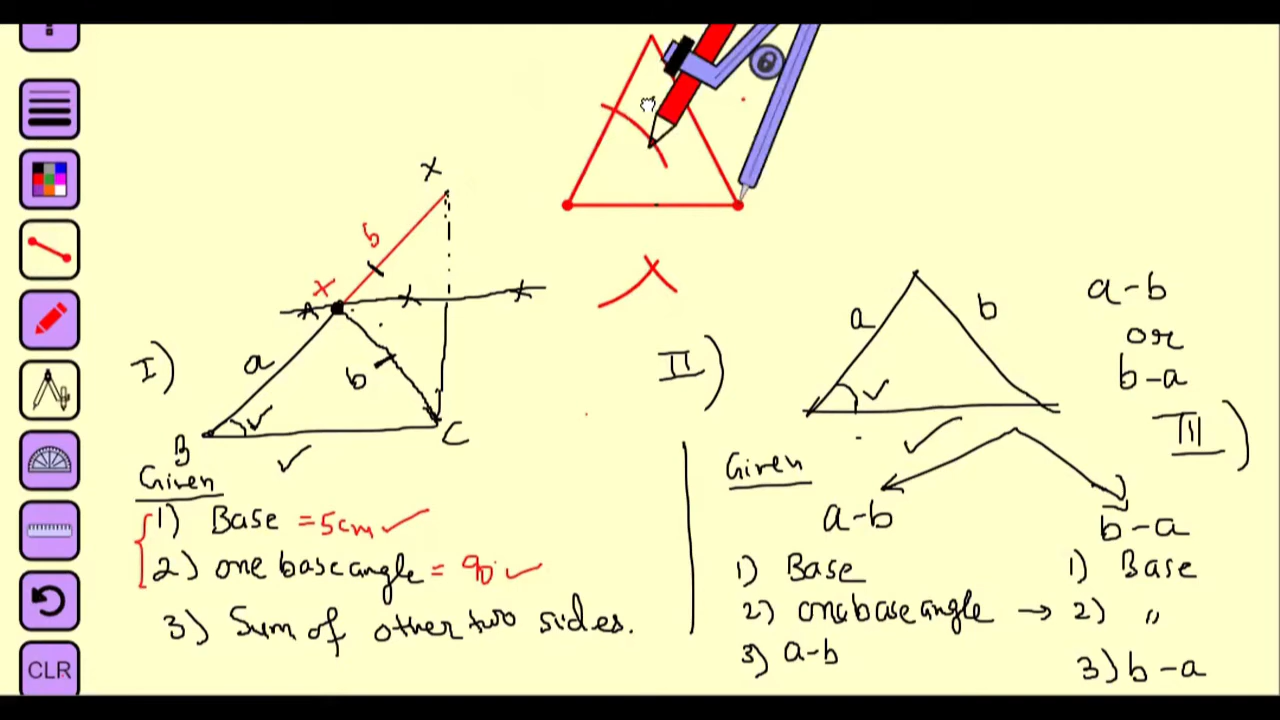 X
b
X
A
a
b
I)
B
C
Given
1) Base = 5cm
2) one base angle = 90°
3) Sum of other two sides.
II)
a
b
a-b
or
b-a
III)
Given
a-b
b-a
1) Base
2) one base angle →
3) a-b
1) Base
2) "
3) b-a
CLR